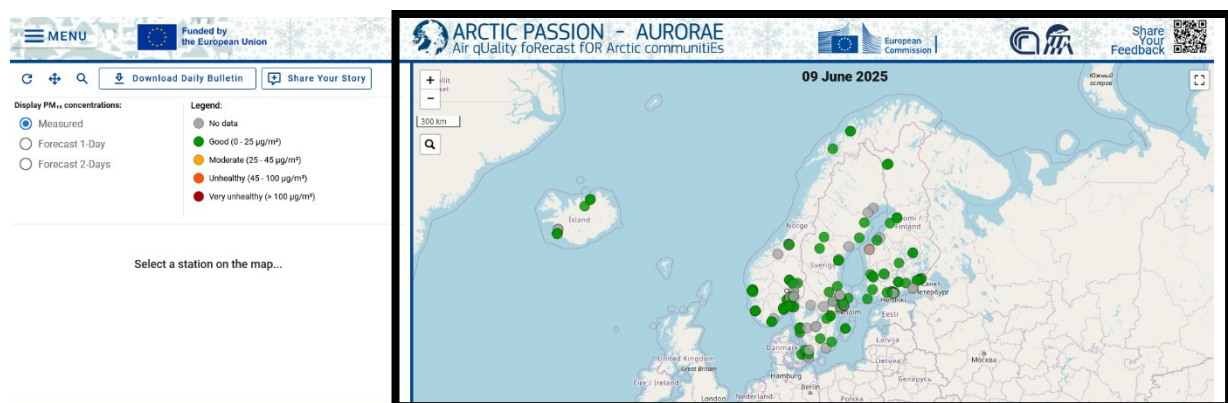 MENU
Funded by
the European Union
ARCTIC PASSION - AURORAE
Air qUality foRecast fOR Arctic communitiEs
European
Commission
Share
Your
Feedback
Download Daily Bulletin
Share Your Story
Display PM₁₀ concentrations:
Measured
Forecast 1-Day
Forecast 2-Days
Legend:
No data
Good (0 - 25 µg/m³)
Moderate (25 - 45 µg/m³)
Unhealthy (45 - 100 µg/m³)
Very unhealthy (> 100 µg/m³)
Select a station on the map...
+
−
300 km
09 June 2025
Южный
остров
Ísland
Norge
Suomi /
Finland
Sverige
Санкт-
Петербург
Helsinki
Eesti
Latvija
Lietuva
Danmark
Москва
United Kingdom
Great Britain
Éire / Ireland
Hamburg
Berlin
Беларусь
London
Nederland
Polska